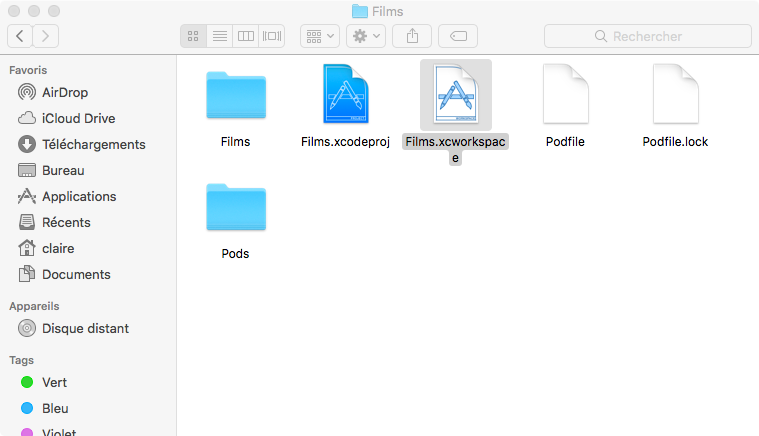 Films
Rechercher
Favoris
AirDrop
iCloud Drive
Téléchargements
Bureau
Applications
Récents
claire
Documents
Appareils
Disque distant
Tags
Vert
Bleu
Violet
Films
Films.xcodeproj
Films.xcworkspac
e
Podfile
Podfile.lock
Pods